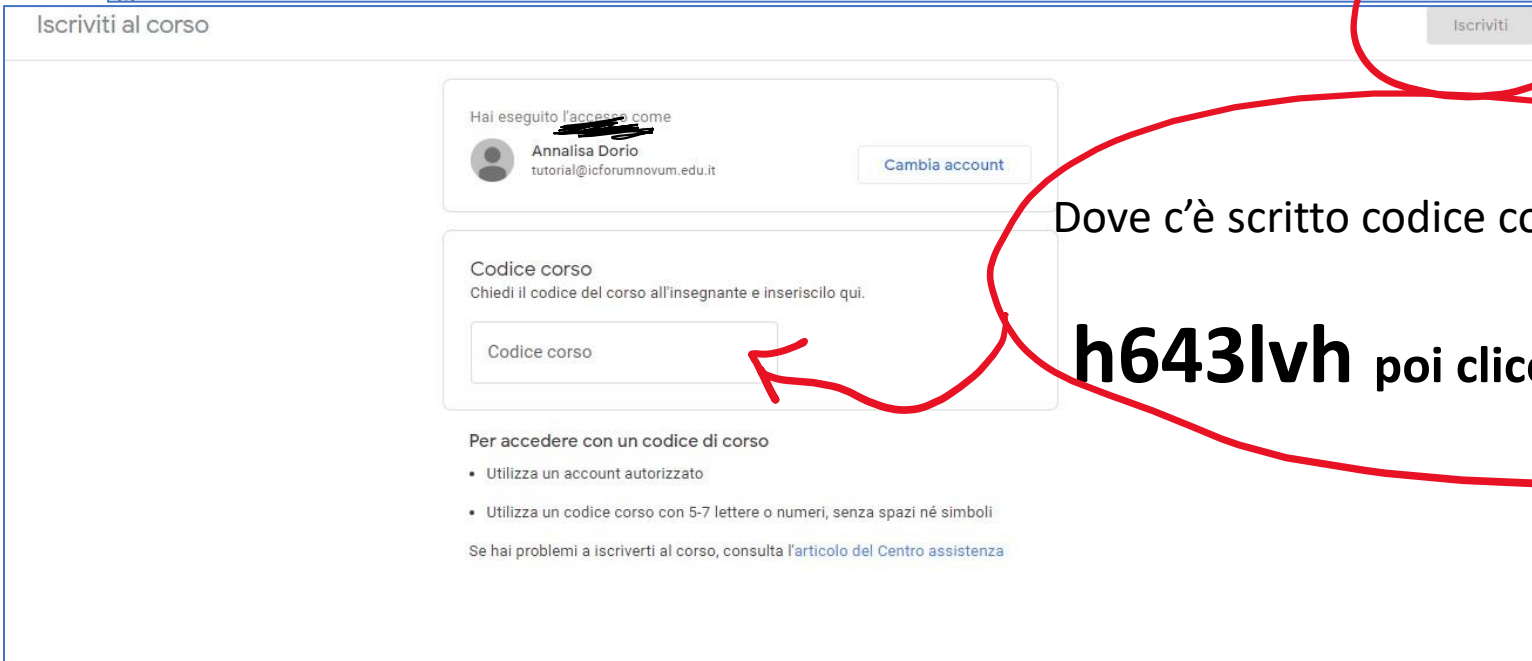 Iscriviti al corso
Iscriviti
Hai eseguito l'accesso come
Annalisa Dorio
tutorial@icforumnovum.edu.it
Cambia account
Dove c'è scritto codice co
Codice corso
Chiedi il codice del corso all'insegnante e inseriscilo qui.
Codice corso
h643lvh poi clicc
Per accedere con un codice di corso
• Utilizza un account autorizzato
• Utilizza un codice corso con 5-7 lettere o numeri, senza spazi né simboli
Se hai problemi a iscriverti al corso, consulta l'articolo del Centro assistenza